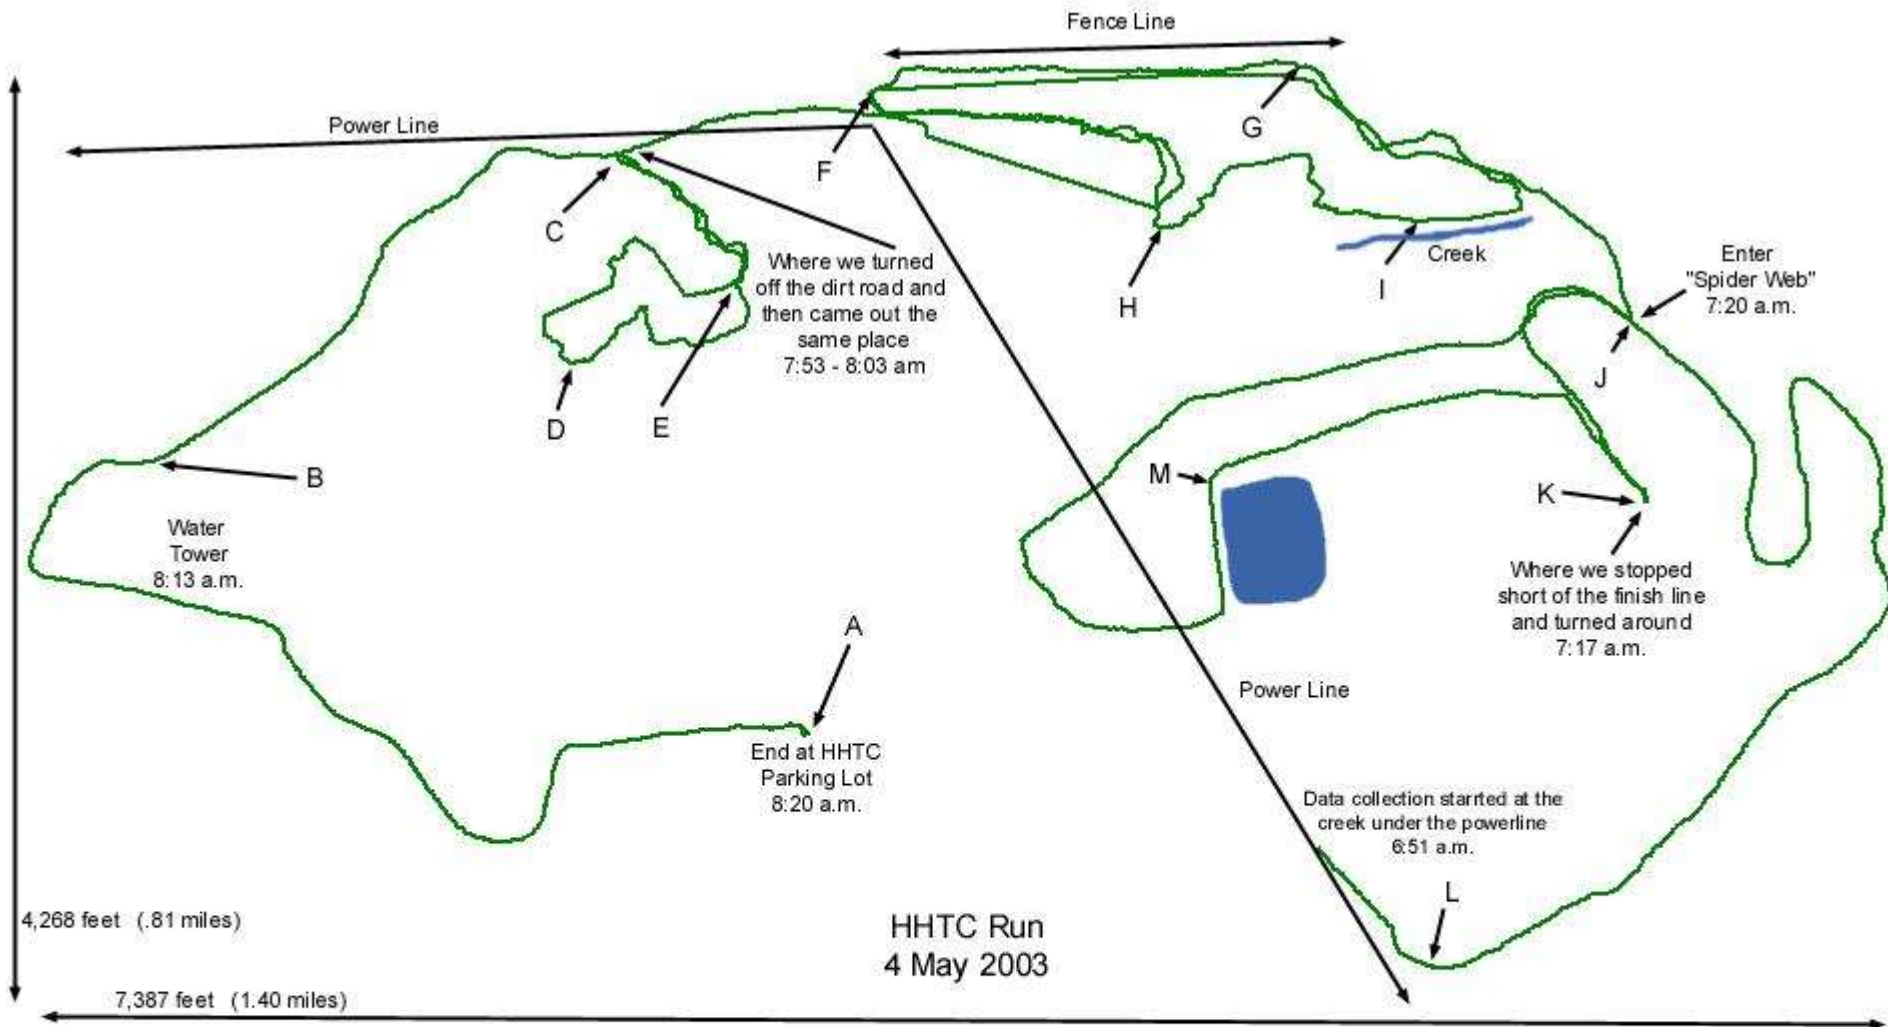 Fence Line
Power Line
F
G
C
H
I
Creek
Enter
"Spider Web"
7:20 a.m.
Where we turned
off the dirt road and
then came out the
same place
7:53 - 8:03 am
D
E
J
B
M
K
Water
Tower
8:13 a.m.
Where we stopped
short of the finish line
and turned around
7:17 a.m.
A
Power Line
End at HHTC
Parking Lot
8:20 a.m.
Data collection starrted at the
creek under the powerline
6:51 a.m.
L
4,268 feet (.81 miles)
HHTC Run
4 May 2003
7,387 feet (1.40 miles)